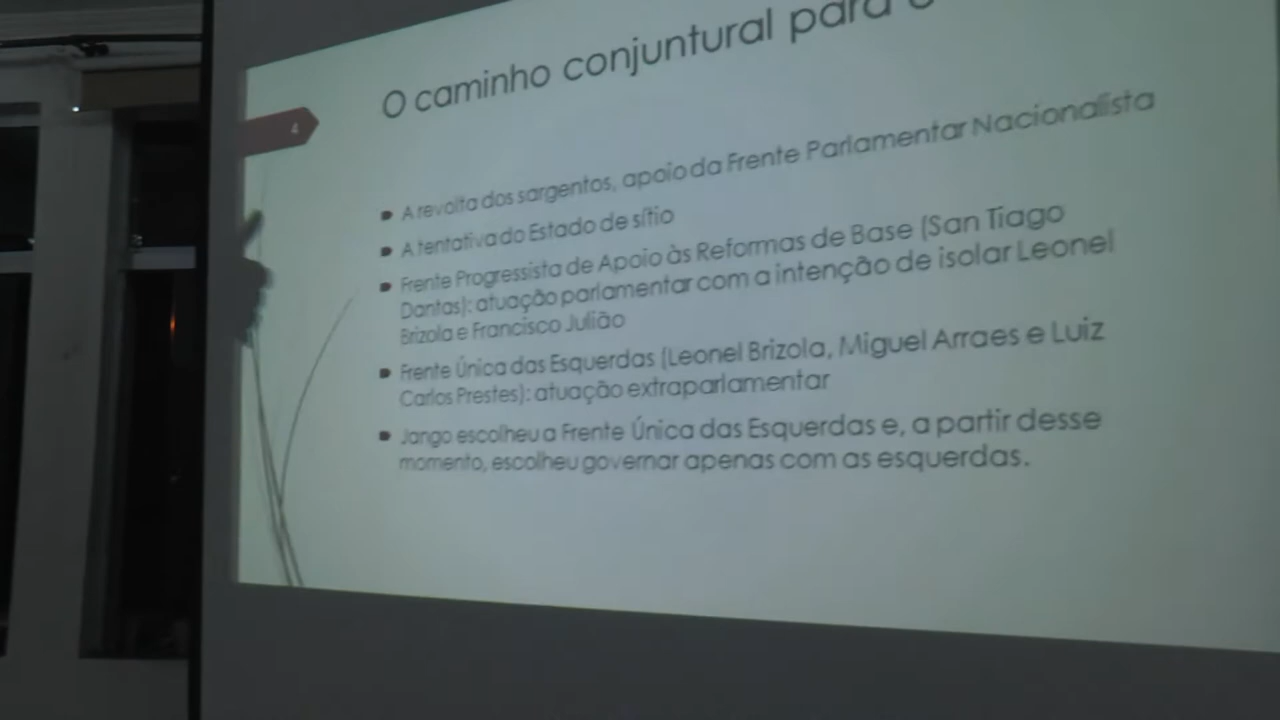 O caminho conjuntural para
4
A revolta dos sargentos, apoio da Frente Parlamentar Nacionalista
A tentativa do Estado de sítio
Frente Progressista de Apoio às Reformas de Base (San Tiago
Dantas): atuação parlamentar com a intenção de isolar Leonel
Brizola e Francisco Julião
Frente Única das Esquerdas (Leonel Brizola, Miguel Arraes e Luiz
Carlos Prestes): atuação extraparlamentar
Jango escolheu a Frente Única das Esquerdas e, a partir desse
momento, escolheu governar apenas com as esquerdas.